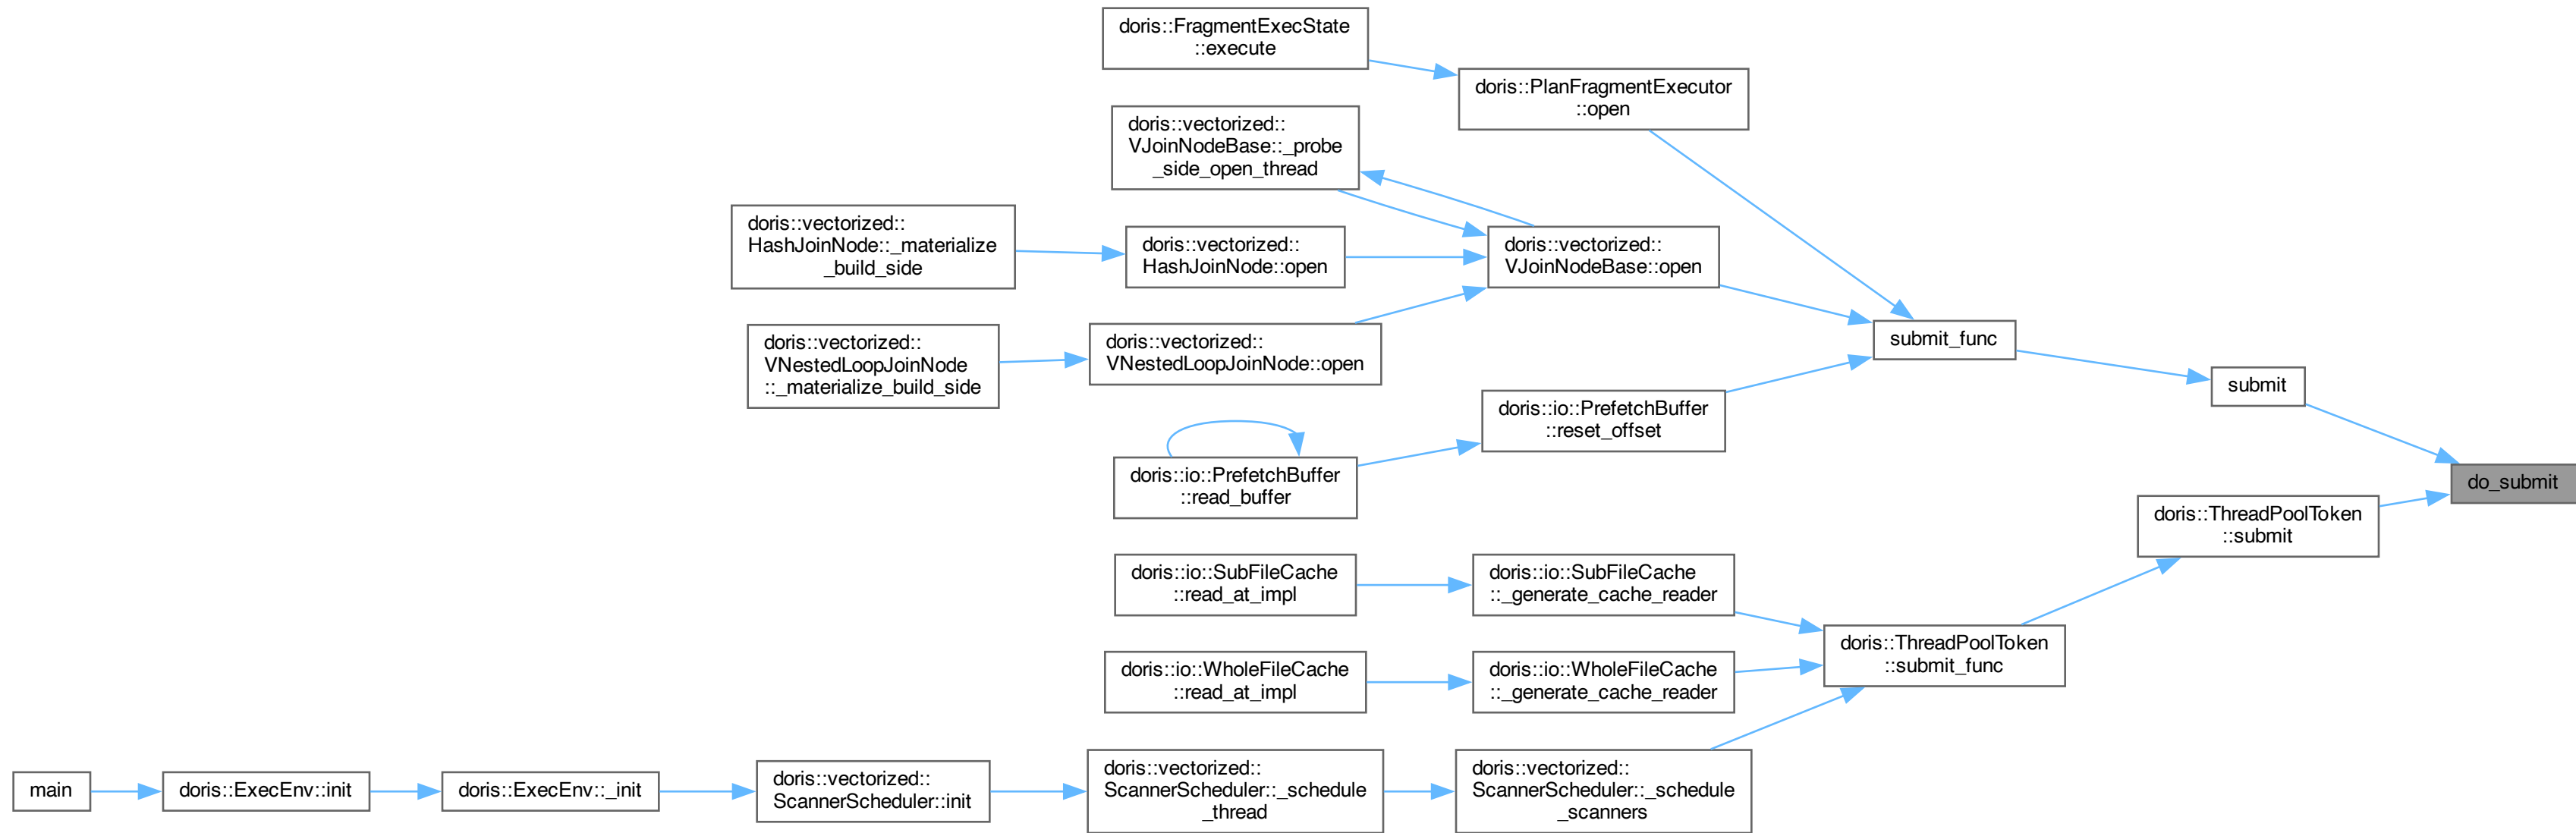 doris::FragmentExecState
::execute
doris::PlanFragmentExecutor
::open
doris::vectorized::
VJoinNodeBase::_probe
_side_open_thread
doris::vectorized::
HashJoinNode::_materialize
_build_side
doris::vectorized::
HashJoinNode::open
doris::vectorized::
VJoinNodeBase::open
doris::vectorized::
VNestedLoopJoinNode
::_materialize_build_side
doris::vectorized::
VNestedLoopJoinNode::open
submit_func
submit
doris::io::PrefetchBuffer
::reset_offset
doris::io::PrefetchBuffer
::read_buffer
do_submit
doris::ThreadPoolToken
::submit
doris::io::SubFileCache
::read_at_impl
doris::io::SubFileCache
::_generate_cache_reader
doris::ThreadPoolToken
::submit_func
doris::io::WholeFileCache
::read_at_impl
doris::io::WholeFileCache
::_generate_cache_reader
main
doris::ExecEnv::init
doris::ExecEnv::_init
doris::vectorized::
ScannerScheduler::init
doris::vectorized::
ScannerScheduler::_schedule
_thread
doris::vectorized::
ScannerScheduler::_schedule
_scanners